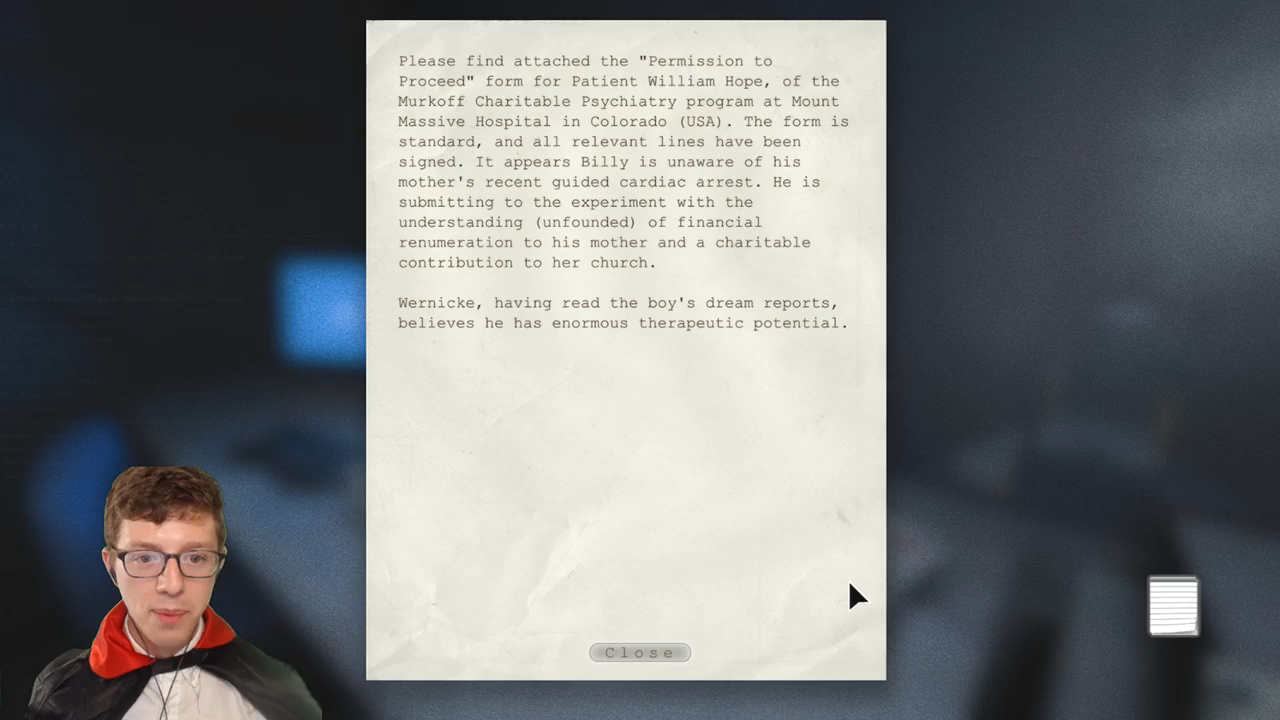 Please find attached the "Permission to
Proceed" form for Patient William Hope, of the
Murkoff Charitable Psychiatry program at Mount
Massive Hospital in Colorado (USA). The form is
standard, and all relevant lines have been
signed. It appears Billy is unaware of his
mother's recent guided cardiac arrest. He is
submitting to the experiment with the
understanding (unfounded) of financial
renumeration to his mother and a charitable
contribution to her church.
Wernicke, having read the boy's dream reports,
believes he has enormous therapeutic potential.
Close